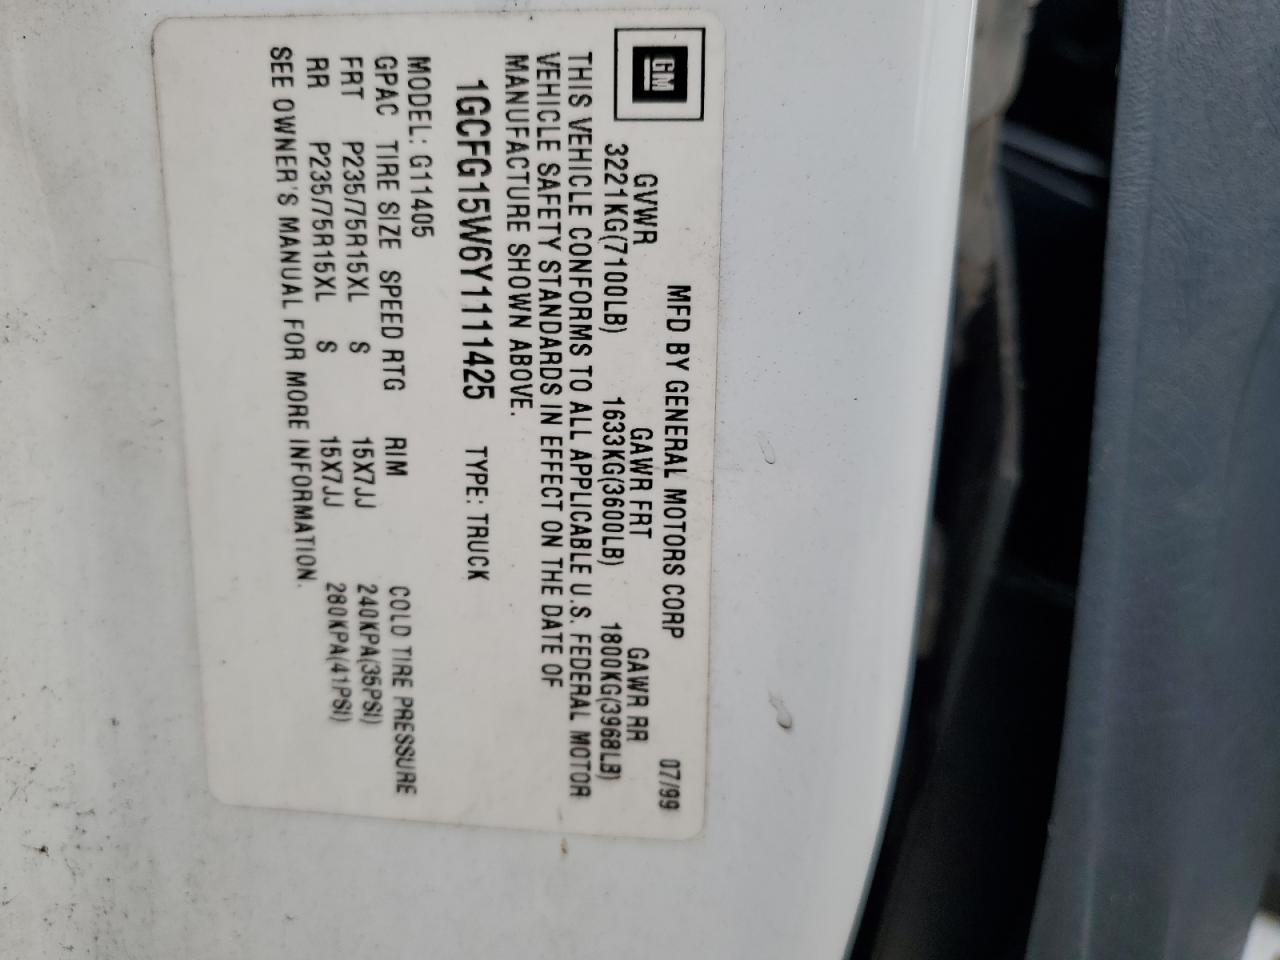 GM
MFD BY GENERAL MOTORS CORP 07/99
GVWR GAWR FRT GAWR RR
3221KG(7100LB) 1633KG(3600LB) 1800KG(3968LB)
THIS VEHICLE CONFORMS TO ALL APPLICABLE U.S. FEDERAL MOTOR
VEHICLE SAFETY STANDARDS IN EFFECT ON THE DATE OF
MANUFACTURE SHOWN ABOVE.
1GCFG15W6Y1111425 TYPE: TRUCK
MODEL: G11405
GPAC TIRE SIZE SPEED RTG RIM COLD TIRE PRESSURE
FRT P235/75R15XL S 15X7JJ 240KPA(35PSI)
RR P235/75R15XL S 15X7JJ 280KPA(41PSI)
SEE OWNER'S MANUAL FOR MORE INFORMATION.